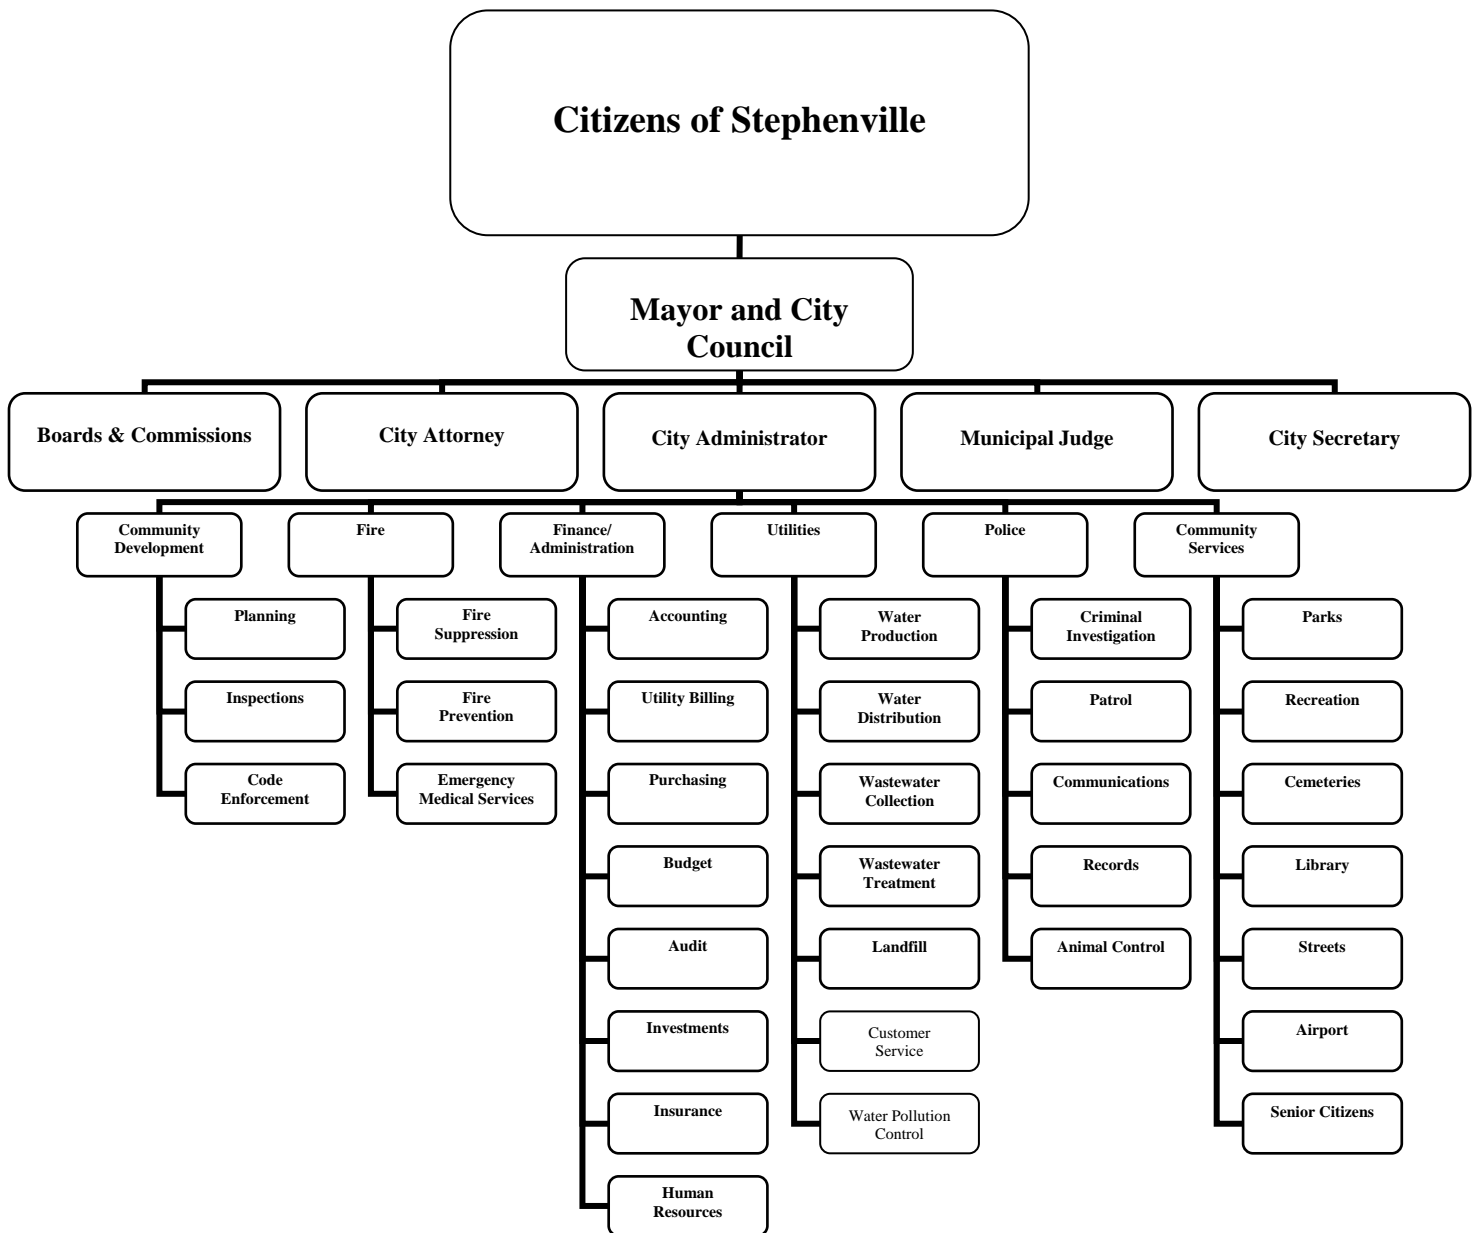 Citizens of Stephenville
Mayor and City
Council
Boards & Commissions
City Attorney
City Administrator
Municipal Judge
City Secretary
Community
Development
Fire
Finance/
Administration
Utilities
Police
Community
Services
Planning
Inspections
Code
Enforcement
Fire
Suppression
Fire
Prevention
Emergency
Medical Services
Accounting
Utility Billing
Purchasing
Budget
Audit
Investments
Insurance
Human
Resources
Water
Production
Water
Distribution
Wastewater
Collection
Wastewater
Treatment
Landfill
Customer
Service
Water Pollution
Control
Criminal
Investigation
Patrol
Communications
Records
Animal Control
Parks
Recreation
Cemeteries
Library
Streets
Airport
Senior Citizens